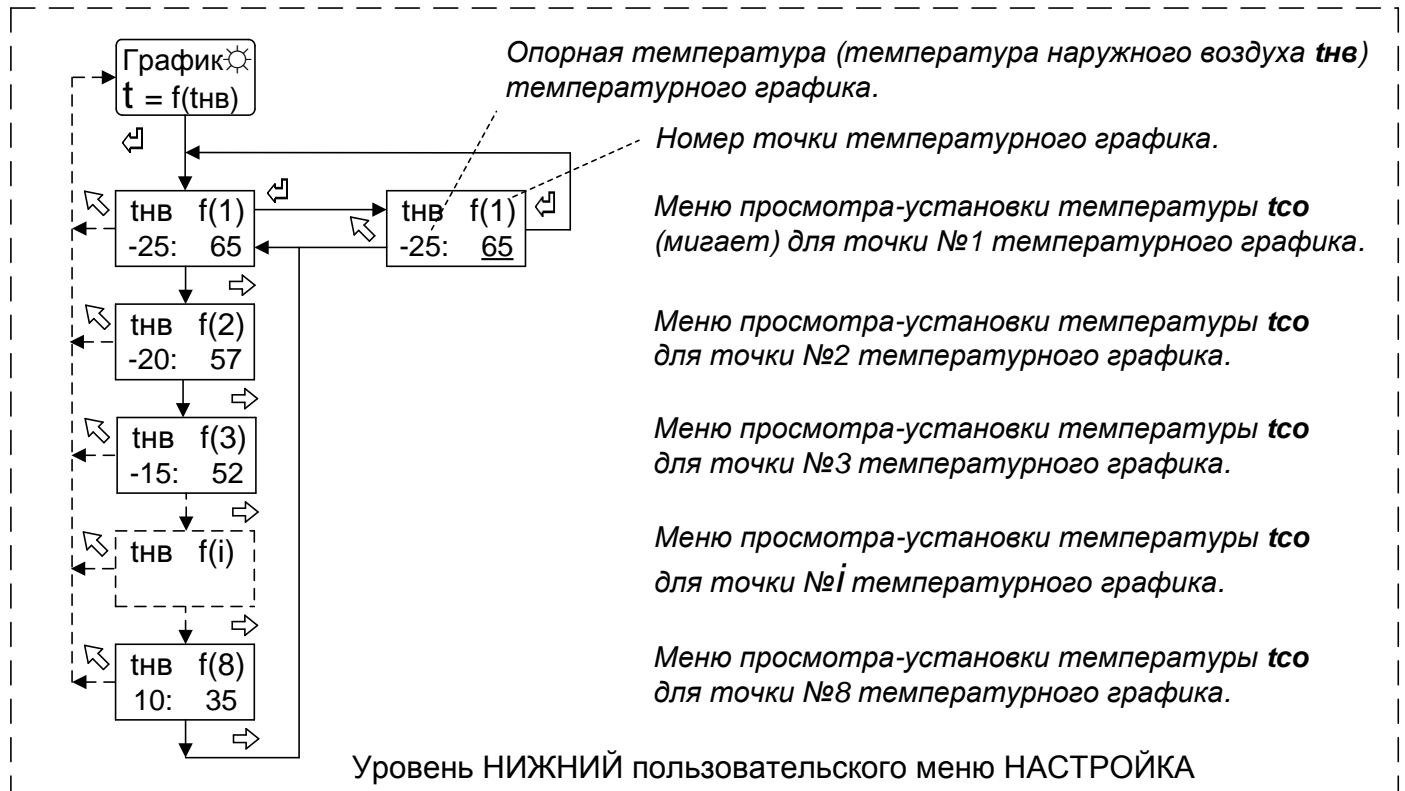 График☼
t = f(tнв)
Опорная температура (температура наружного воздуха tнв)
температурного графика.
Номер точки температурного графика.
tнв f(1)
-25: 65
tнв f(1)
-25: 65
Меню просмотра-установки температуры tсо
(мигает) для точки №1 температурного графика.
tнв f(2)
-20: 57
Меню просмотра-установки температуры tсо
для точки №2 температурного графика.
tнв f(3)
-15: 52
Меню просмотра-установки температуры tсо
для точки №3 температурного графика.
tнв f(i)
Меню просмотра-установки температуры tсо
для точки №i температурного графика.
tнв f(8)
10: 35
Меню просмотра-установки температуры tсо
для точки №8 температурного графика.
Уровень НИЖНИЙ пользовательского меню НАСТРОЙКА